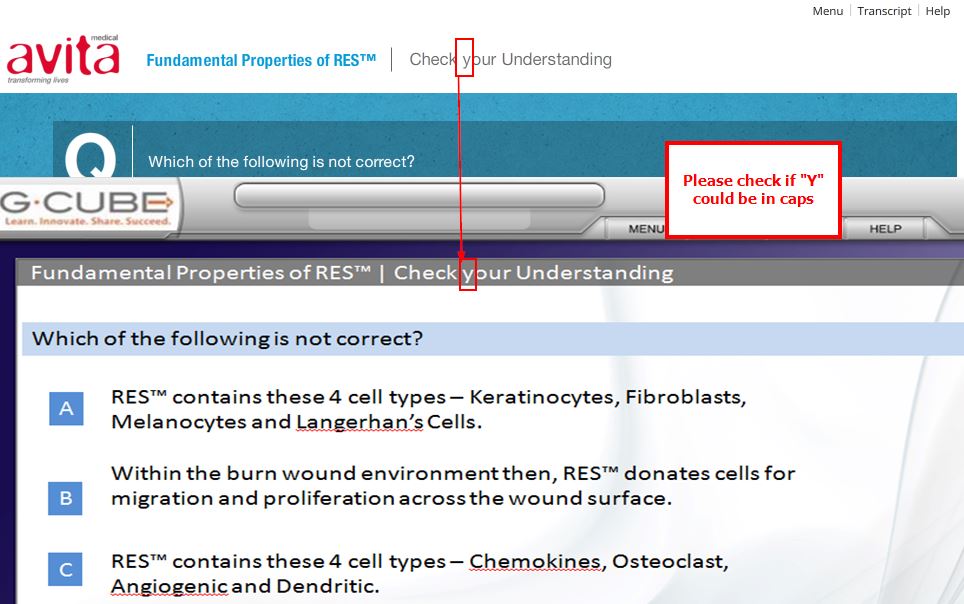 Menu Transcript Help
medical
avita
transforming lives
Fundamental Properties of RES™ | Check your Understanding
Q
Which of the following is not correct?
Please check if "Y"
could be in caps
G-CUBE
Learn. Innovate. Share. Succeed.
MENU HELP
Fundamental Properties of RES™ | Check your Understanding
Which of the following is not correct?
A
RES™ contains these 4 cell types – Keratinocytes, Fibroblasts,
Melanocytes and Langerhan’s Cells.
B
Within the burn wound environment then, RES™ donates cells for
migration and proliferation across the wound surface.
C
RES™ contains these 4 cell types – Chemokines, Osteoclast,
Angiogenic and Dendritic.